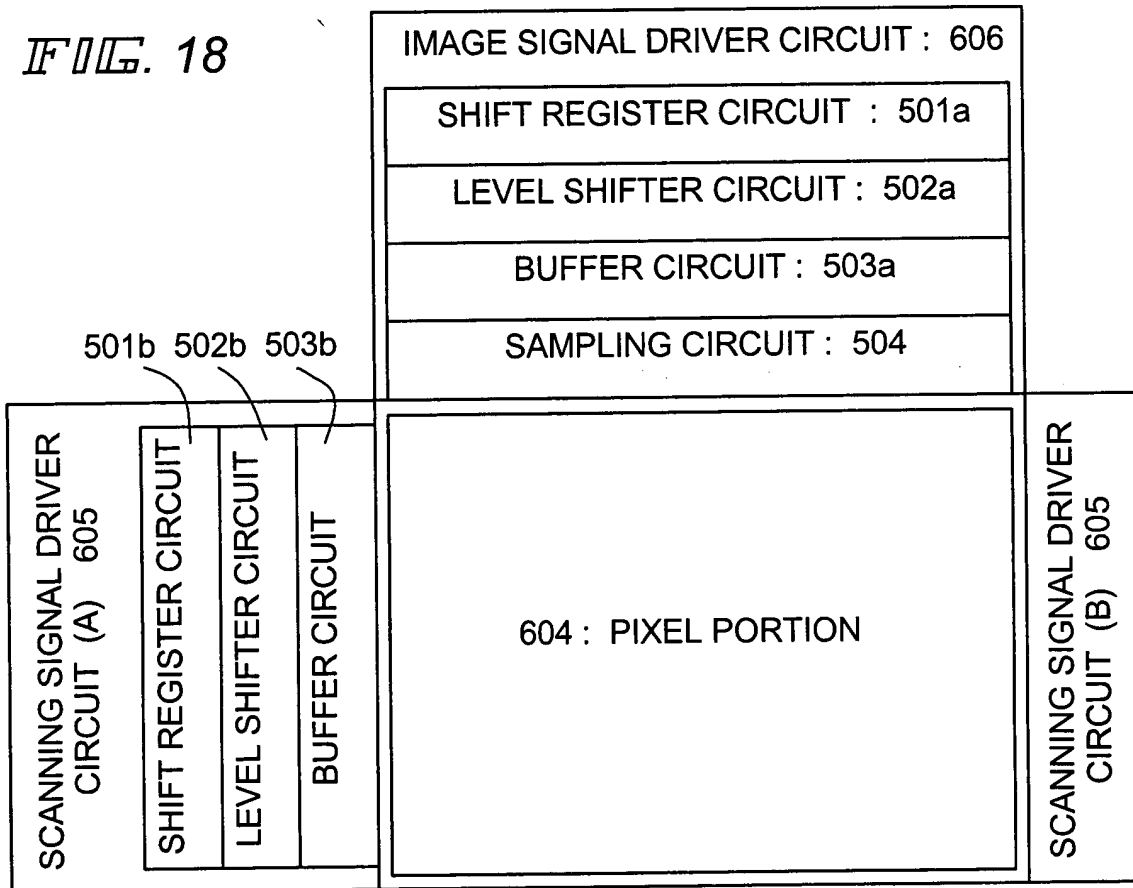 FIG. 18
IMAGE SIGNAL DRIVER CIRCUIT : 606
SHIFT REGISTER CIRCUIT : 501a
LEVEL SHIFTER CIRCUIT : 502a
BUFFER CIRCUIT : 503a
SAMPLING CIRCUIT : 504
501b 502b 503b
SCANNING SIGNAL DRIVER
CIRCUIT (A) 605
SHIFT REGISTER CIRCUIT
LEVEL SHIFTER CIRCUIT
BUFFER CIRCUIT
604 : PIXEL PORTION
SCANNING SIGNAL DRIVER
CIRCUIT (B) 605